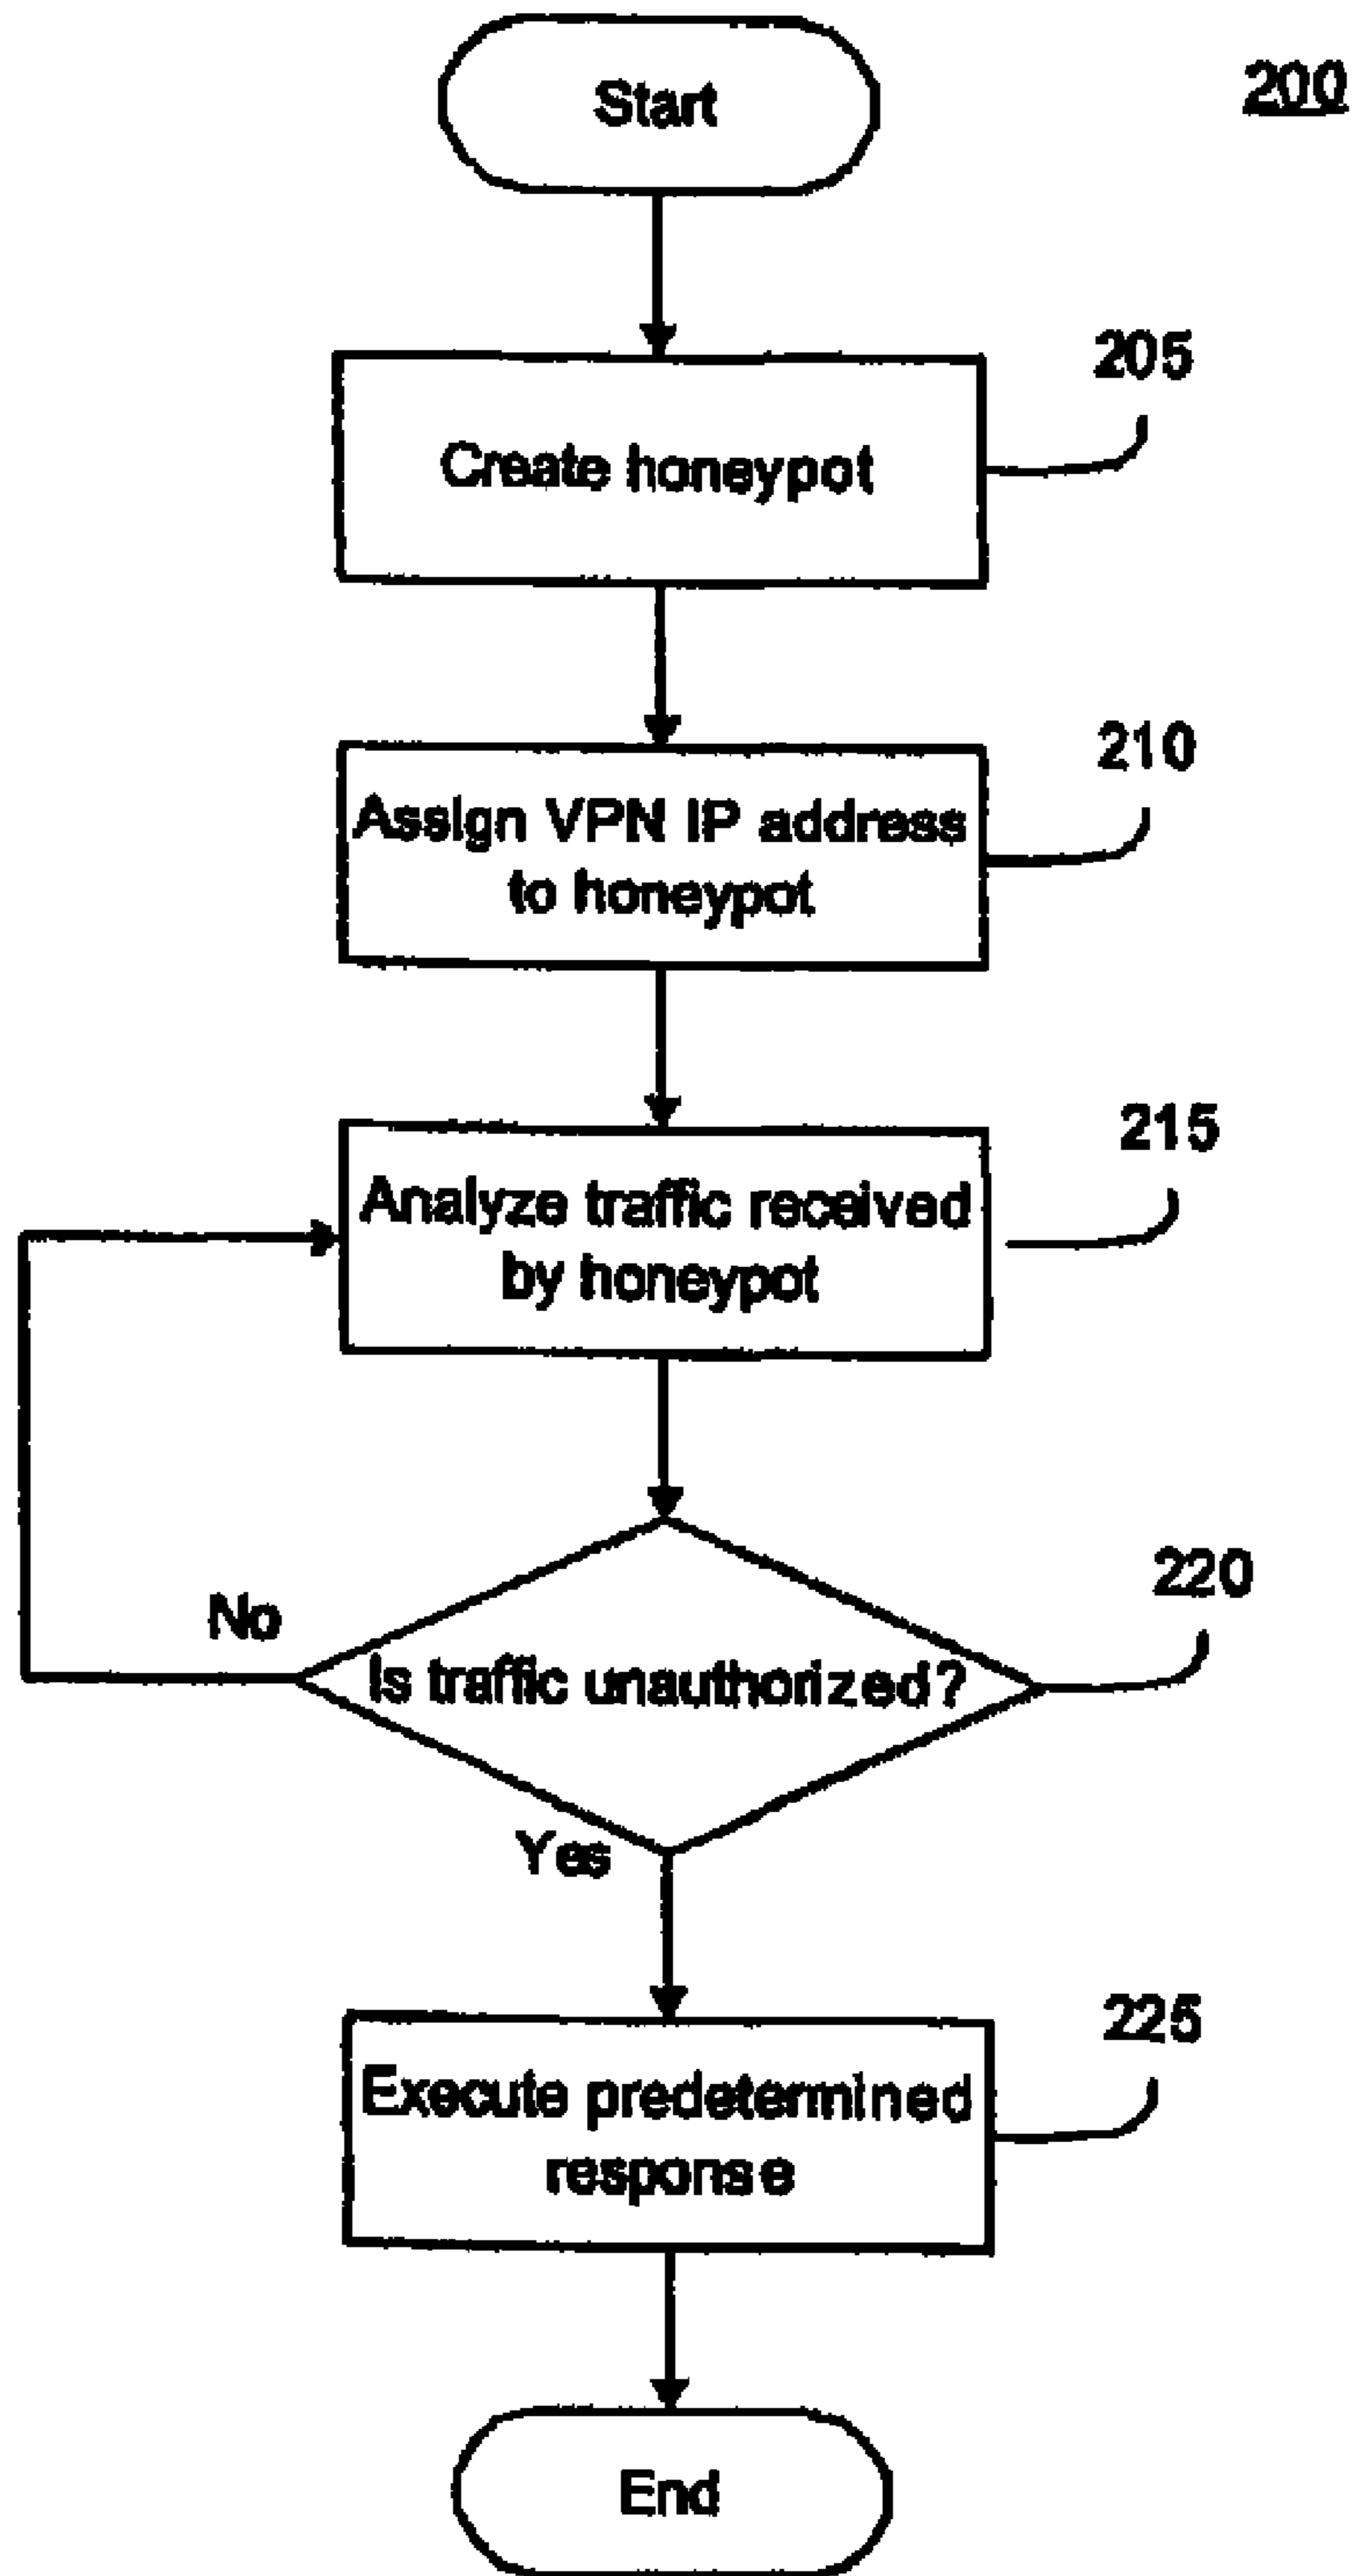 Start
200
205
Create honeypot
210
Assign VPN IP address
to honeypot
215
Analyze traffic received
by honeypot
220
No
Is traffic unauthorized?
Yes
225
Execute predetermined
response
End